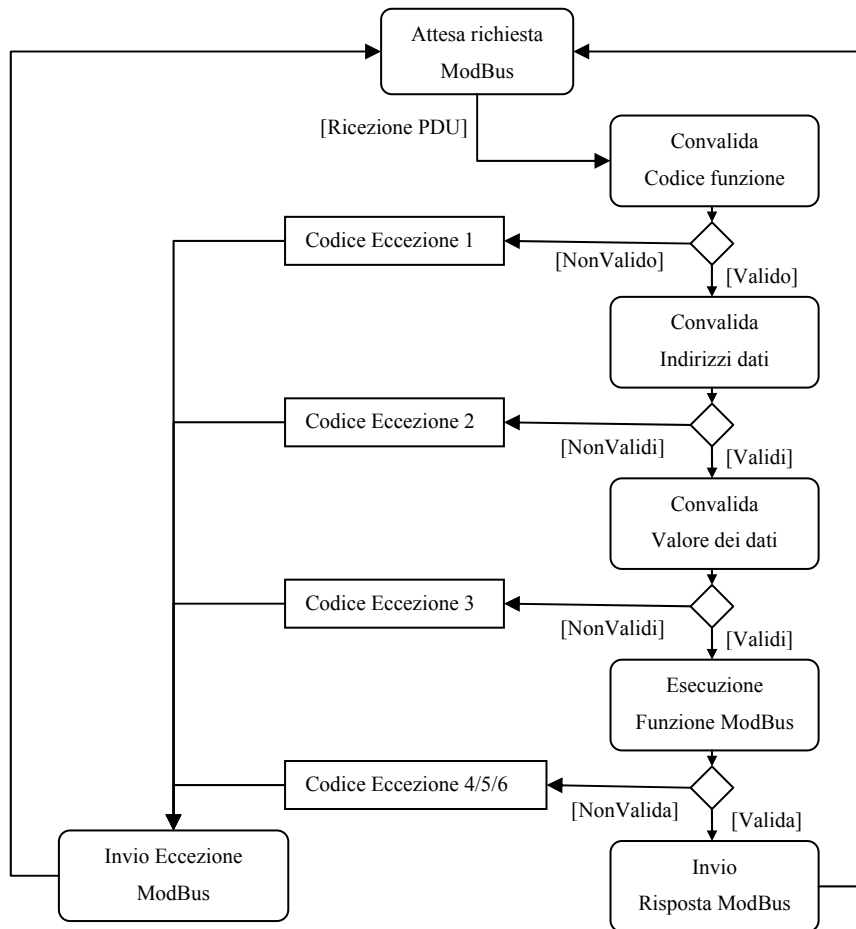 Attesa richiesta
ModBus
[Ricezione PDU]
Convalida
Codice funzione
Codice Eccezione 1
[NonValido]
[Valido]
Convalida
Indirizzi dati
Codice Eccezione 2
[NonValidi]
[Validi]
Convalida
Valore dei dati
Codice Eccezione 3
[NonValidi]
[Validi]
Esecuzione
Funzione ModBus
Codice Eccezione 4/5/6
[NonValida]
[Valida]
Invio Eccezione
ModBus
Invio
Risposta ModBus